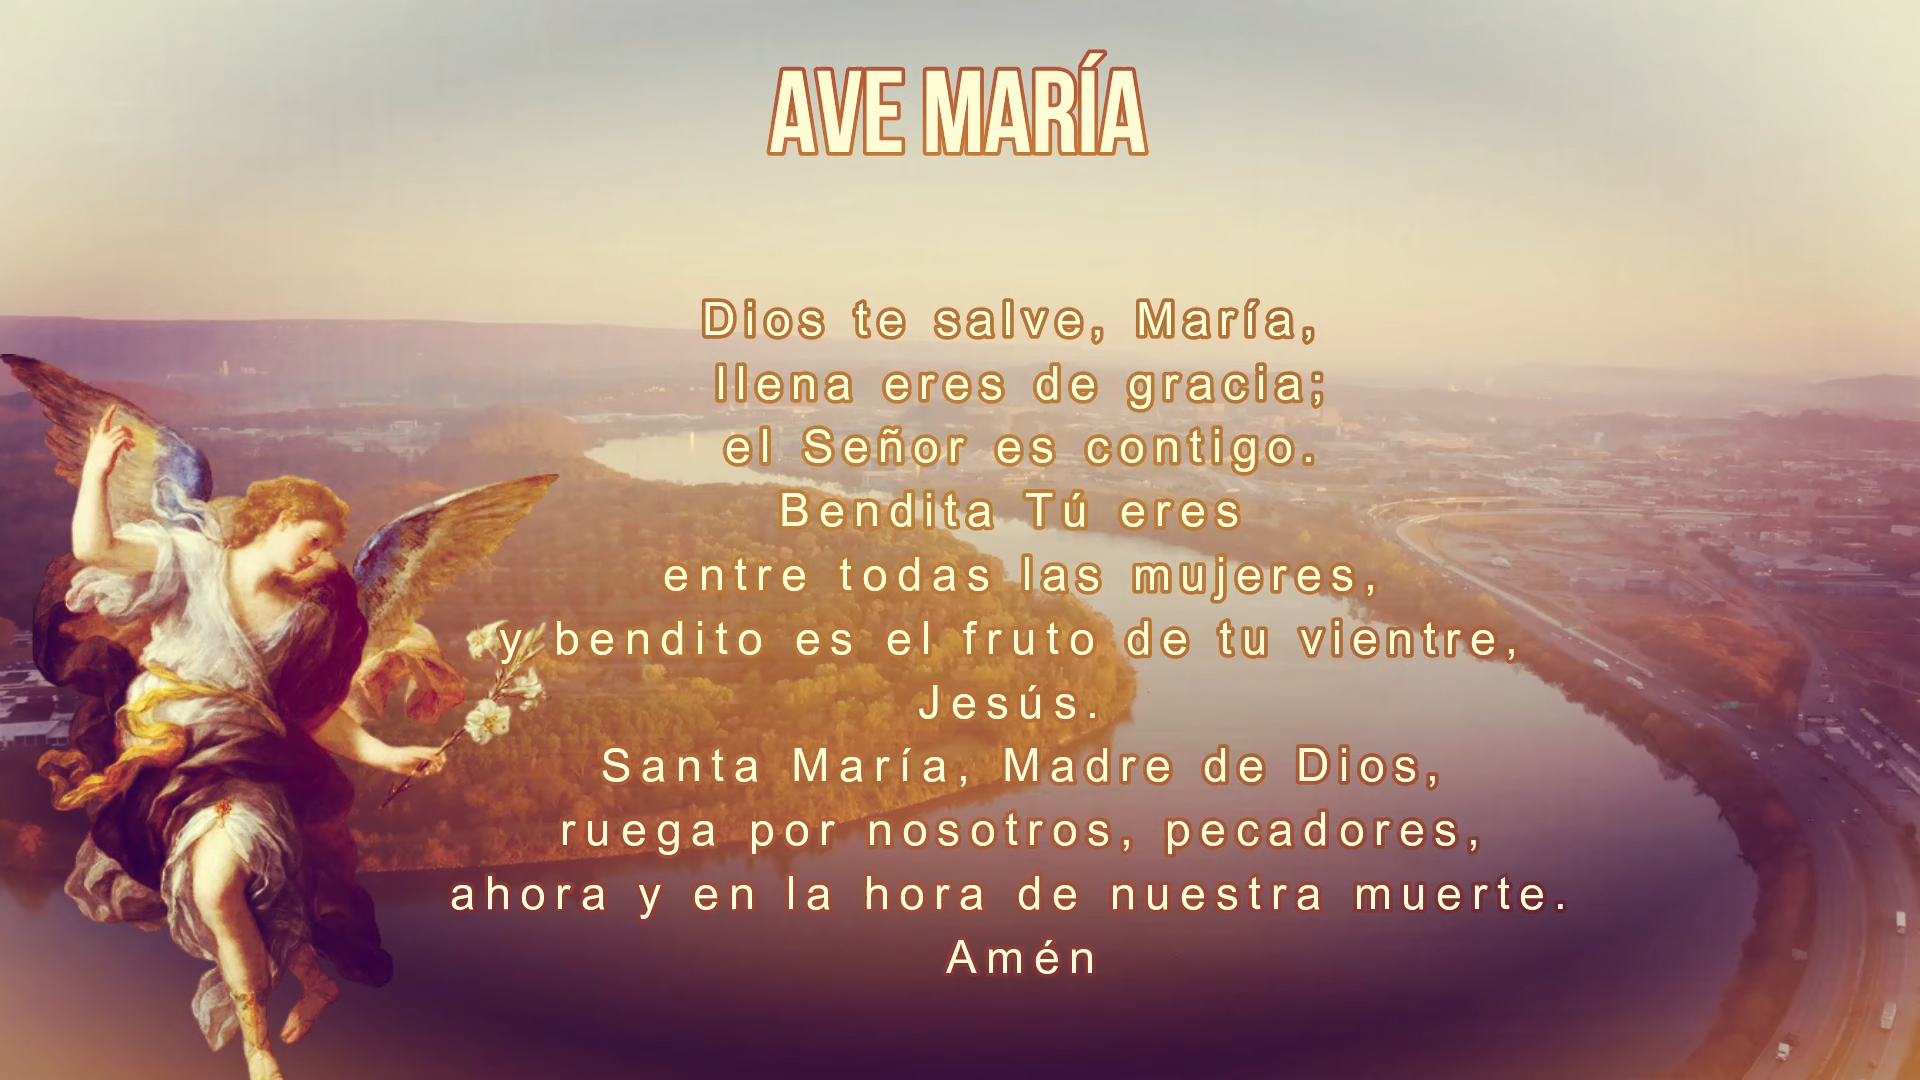 AVE MARÍA
Dios te salve, María,
llena eres de gracia;
el Señor es contigo.
Bendita Tú eres
entre todas las mujeres,
y bendito es el fruto de tu vientre,
Jesús.
Santa María, Madre de Dios,
ruega por nosotros, pecadores,
ahora y en la hora de nuestra muerte.
Amén